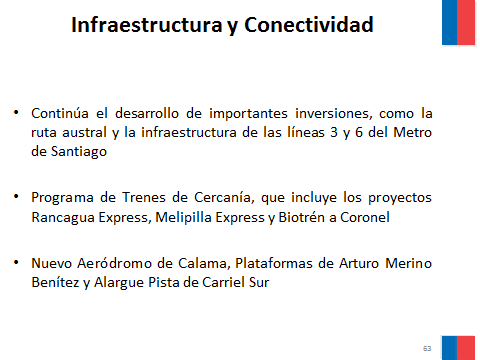 Infraestructura y Conectividad
• Continúa el desarrollo de importantes inversiones, como la
ruta austral y la infraestructura de las líneas 3 y 6 del Metro
de Santiago
• Programa de Trenes de Cercanía, que incluye los proyectos
Rancagua Express, Melipilla Express y Biotrén a Coronel
• Nuevo Aeródromo de Calama, Plataformas de Arturo Merino
Benítez y Alargue Pista de Carriel Sur
63